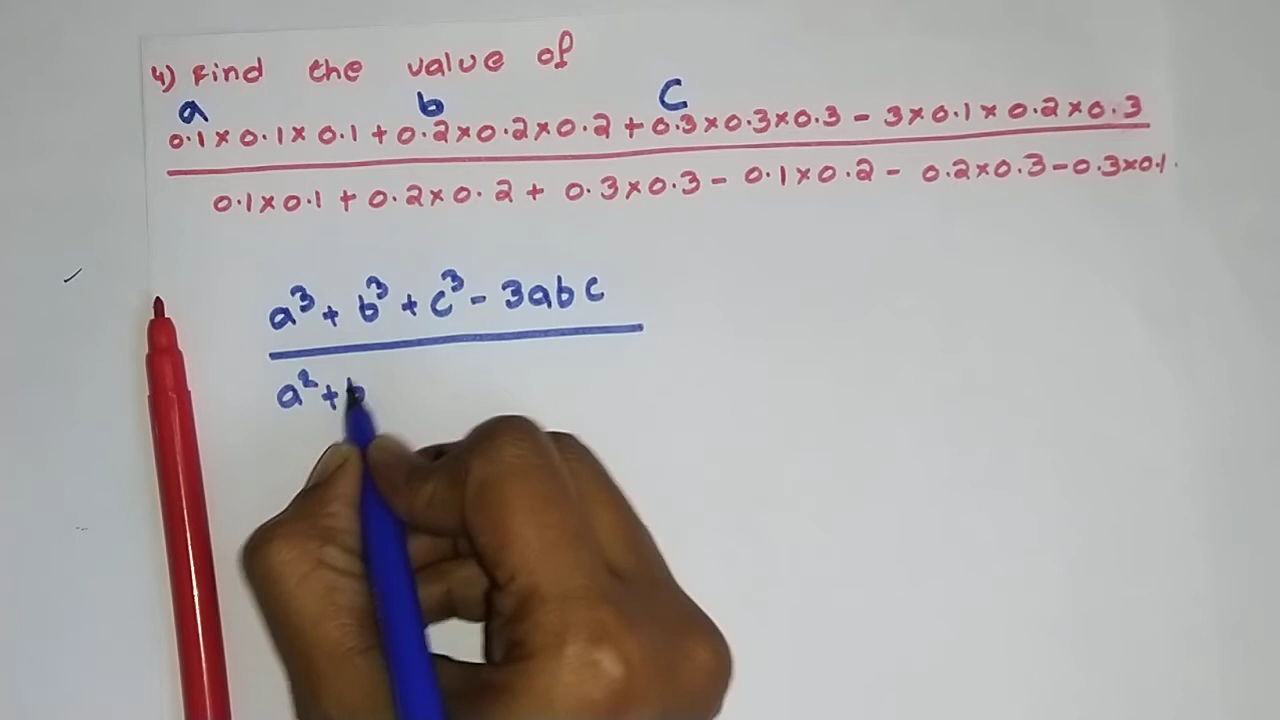 4) Find the value of
a b C
0.1×0.1×0.1+0.2×0.2×0.2+0.3×0.3×0.3-3×0.1×0.2×0.3
0.1×0.1+0.2×0.2+0.3×0.3-0.1×0.2-0.2×0.3-0.3×0.1.
a³+b³+c³-3abc
a²+